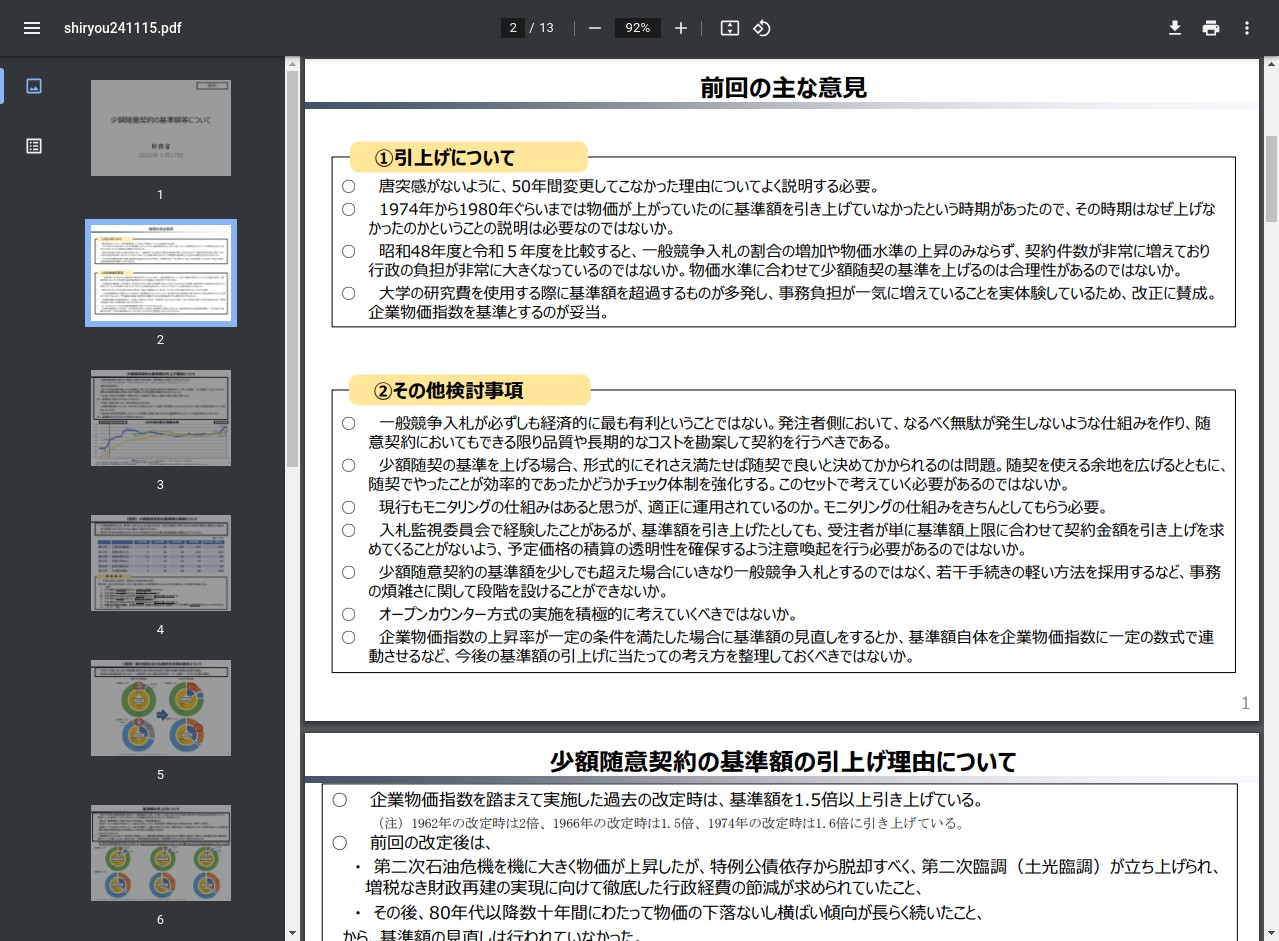 shiryou241115.pdf
2 / 13
92%
少額随意契約の基準額等について
財務省
1
2
3
4
5
6
前回の主な意見
①引上げについて
○ 唐突感がないように、50年間変更してこなかった理由についてよく説明する必要。
○ 1974年から1980年ぐらいまでは物価が上がっていたのに基準額を引き上げていなかったという時期があったので、その時期はなぜ上げな
かったのかということの説明は必要なのではないか。
○ 昭和48年度と令和５年度を比較すると、一般競争入札の割合の増加や物価水準の上昇のみならず、契約件数が非常に増えており
行政の負担が非常に大きくなっているのではないか。物価水準に合わせて少額随契の基準を上げるのは合理性があるのではないか。
○ 大学の研究費を使用する際に基準額を超過するものが多発し、事務負担が一気に増えていることを実体験しているため、改正に賛成。
企業物価指数を基準とするのが妥当。
②その他検討事項
○ 一般競争入札が必ずしも経済的に最も有利ということではない。発注者側において、なるべく無駄が発生しないような仕組みを作り、随
意契約においてもできる限り品質や長期的なコストを勘案して契約を行うべきである。
○ 少額随契の基準を上げる場合、形式的にそれさえ満たせば随契で良いと決めてかかられるのは問題。随契を使える余地を広げるとともに、
随契でやったことが効率的であったかどうかチェック体制を強化する。このセットで考えていく必要があるのではないか。
○ 現行もモニタリングの仕組みはあると思うが、適正に運用されているのか。モニタリングの仕組みをきちんとしてもらう必要。
○ 入札監視委員会で経験したことがあるが、基準額を引き上げたとしても、受注者が単に基準額上限に合わせて契約金額を引き上げを求
めてくることがないよう、予定価格の積算の透明性を確保するよう注意喚起を行う必要があるのではないか。
○ 少額随意契約の基準額を少しでも超えた場合にいきなり一般競争入札とするのではなく、若干手続きの軽い方法を採用するなど、事務
の煩雑さに関して段階を設けることができないか。
○ オープンカウンター方式の実施を積極的に考えていくべきではないか。
○ 企業物価指数の上昇率が一定の条件を満たした場合に基準額の見直しをするとか、基準額自体を企業物価指数に一定の数式で連
動させるなど、今後の基準額の引上げに当たっての考え方を整理しておくべきではないか。
1
少額随意契約の基準額の引上げ理由について
○ 企業物価指数を踏まえて実施した過去の改定時は、基準額を1.5倍以上引き上げている。
（注）1962年の改定時は2倍、1966年の改定時は1.5倍、1974年の改定時は1.6倍に引き上げている。
○ 前回の改定後は、
・ 第二次石油危機を機に大きく物価が上昇したが、特例公債依存から脱却すべく、第二次臨調（土光臨調）が立ち上げられ、
増税なき財政再建の実現に向けて徹底した行政経費の節減が求められていたこと、
・ その後、80年代以降数十年間にわたって物価の下落ないし横ばい傾向が長らく続いたこと、
から、基準額の見直しは行われていなかった。